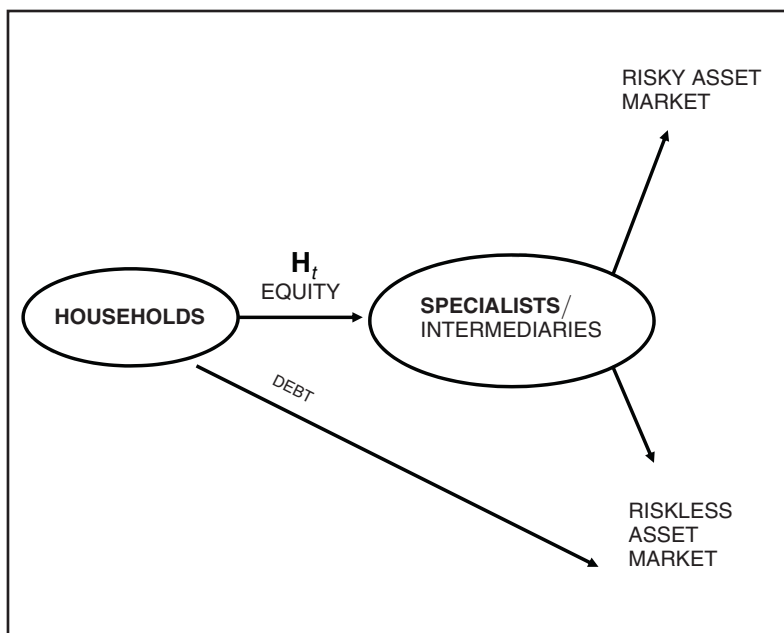 RISKY ASSET
MARKET
H_t
EQUITY
HOUSEHOLDS
SPECIALISTS/
INTERMEDIARIES
DEBT
RISKLESS
ASSET
MARKET